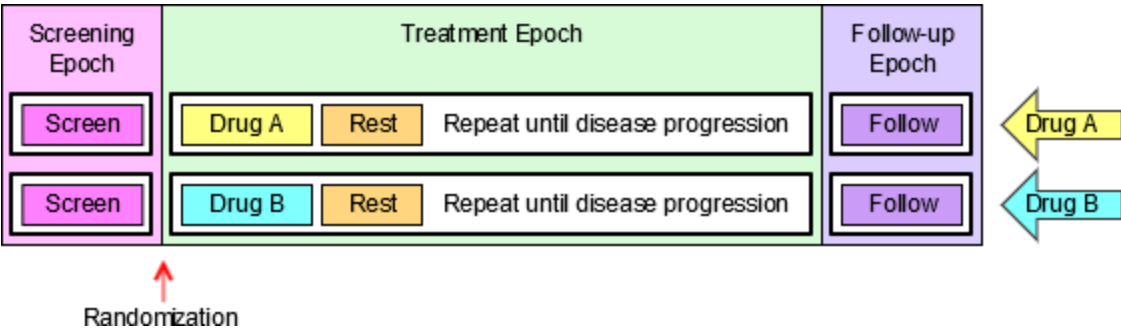 Screening
Epoch
Treatment Epoch
Follow-up
Epoch
Screen
Drug A
Rest
Repeat until disease progression
Follow
Drug A
Screen
Drug B
Rest
Repeat until disease progression
Follow
Drug B
Randomization